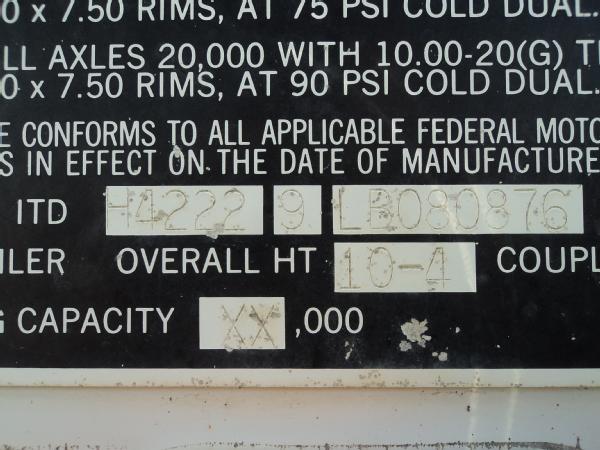 0 x 7.50 RIMS, AT 75 PSI COLD DUAL.
LL AXLES 20,000 WITH 10.00-20(G) TI
0 x 7.50 RIMS, AT 90 PSI COLD DUAL.
E CONFORMS TO ALL APPLICABLE FEDERAL MOTO
S IN EFFECT ON THE DATE OF MANUFACTURE
ITD H4222 9 LB080876
ILER OVERALL HT 10-4 COUPL
G CAPACITY XX ,000